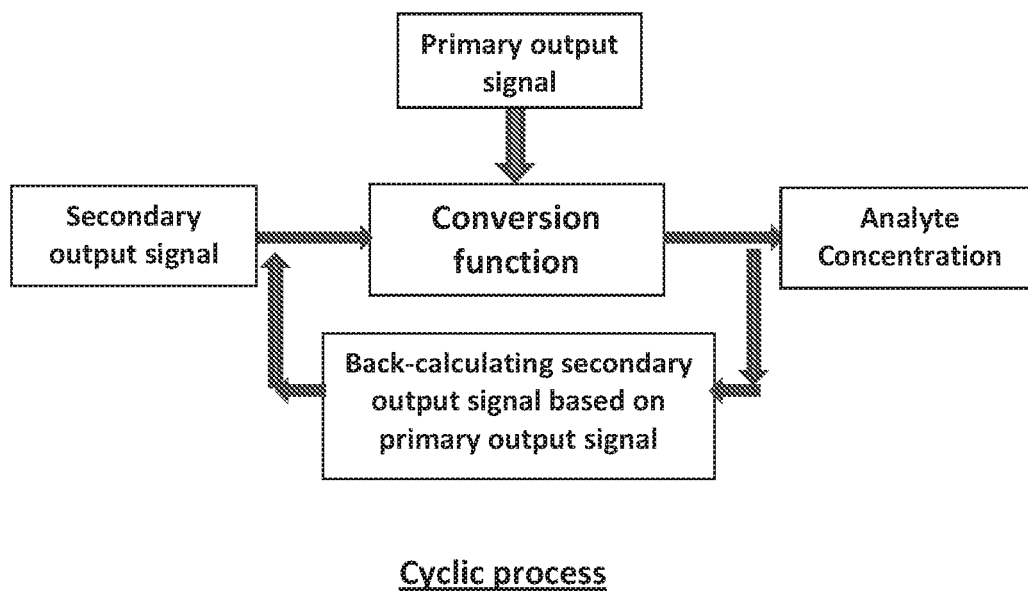 Primary output
signal
Secondary
output signal
Conversion
function
Analyte
Concentration
Back-calculating secondary
output signal based on
primary output signal
Cyclic process